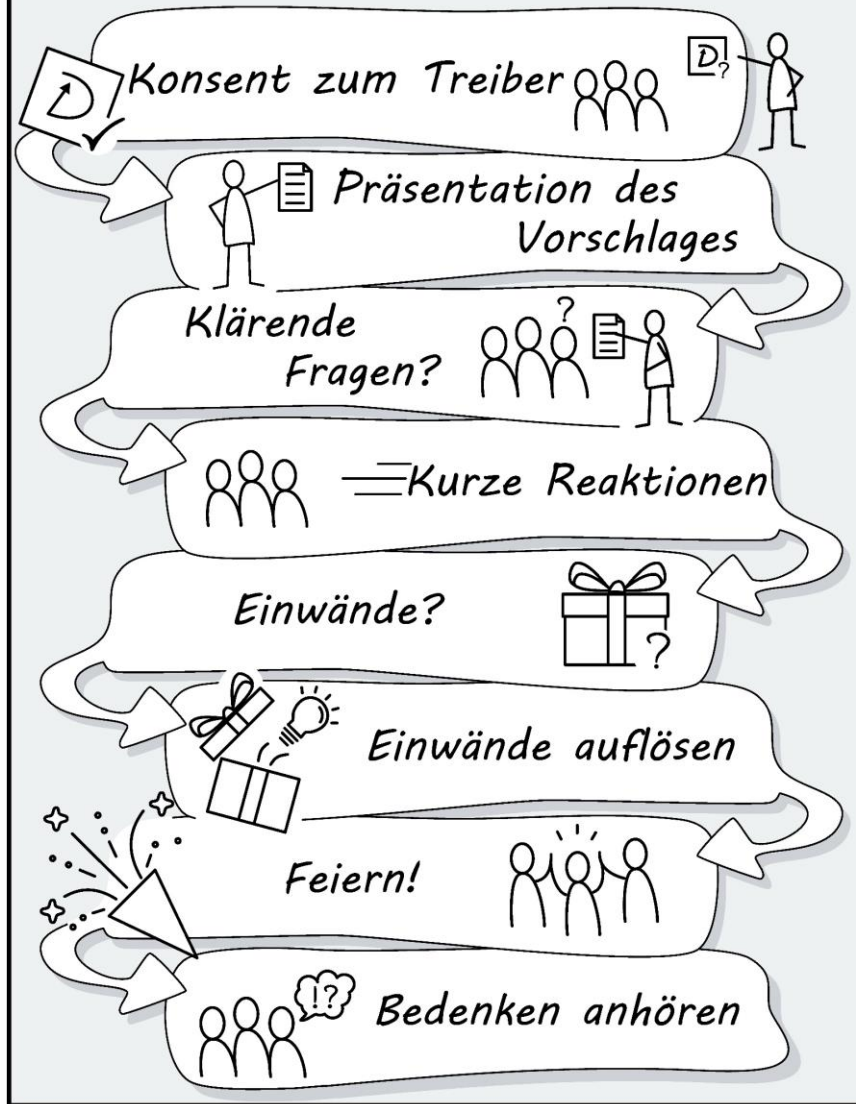 D
D?
Konsent zum Treiber
Präsentation des
Vorschlages
Klärende
Fragen?
?
Kurze Reaktionen
Einwände?
?
Einwände auflösen
Feiern!
!?
Bedenken anhören